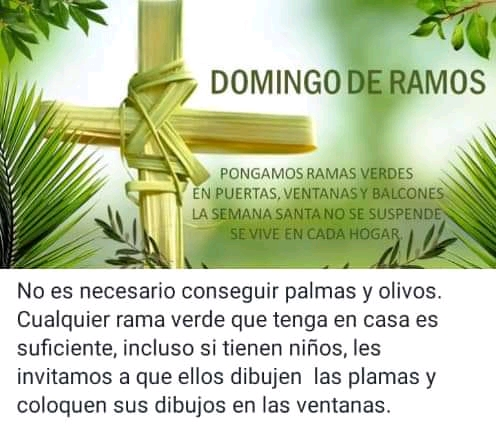 DOMINGO DE RAMOS
PONGAMOS RAMAS VERDES
EN PUERTAS, VENTANAS Y BALCONES
LA SEMANA SANTA NO SE SUSPENDE
SE VIVE EN CADA HOGAR.
No es necesario conseguir palmas y olivos.
Cualquier rama verde que tenga en casa es
suficiente, incluso si tienen niños, les
invitamos a que ellos dibujen  las plamas y
coloquen sus dibujos en las ventanas.